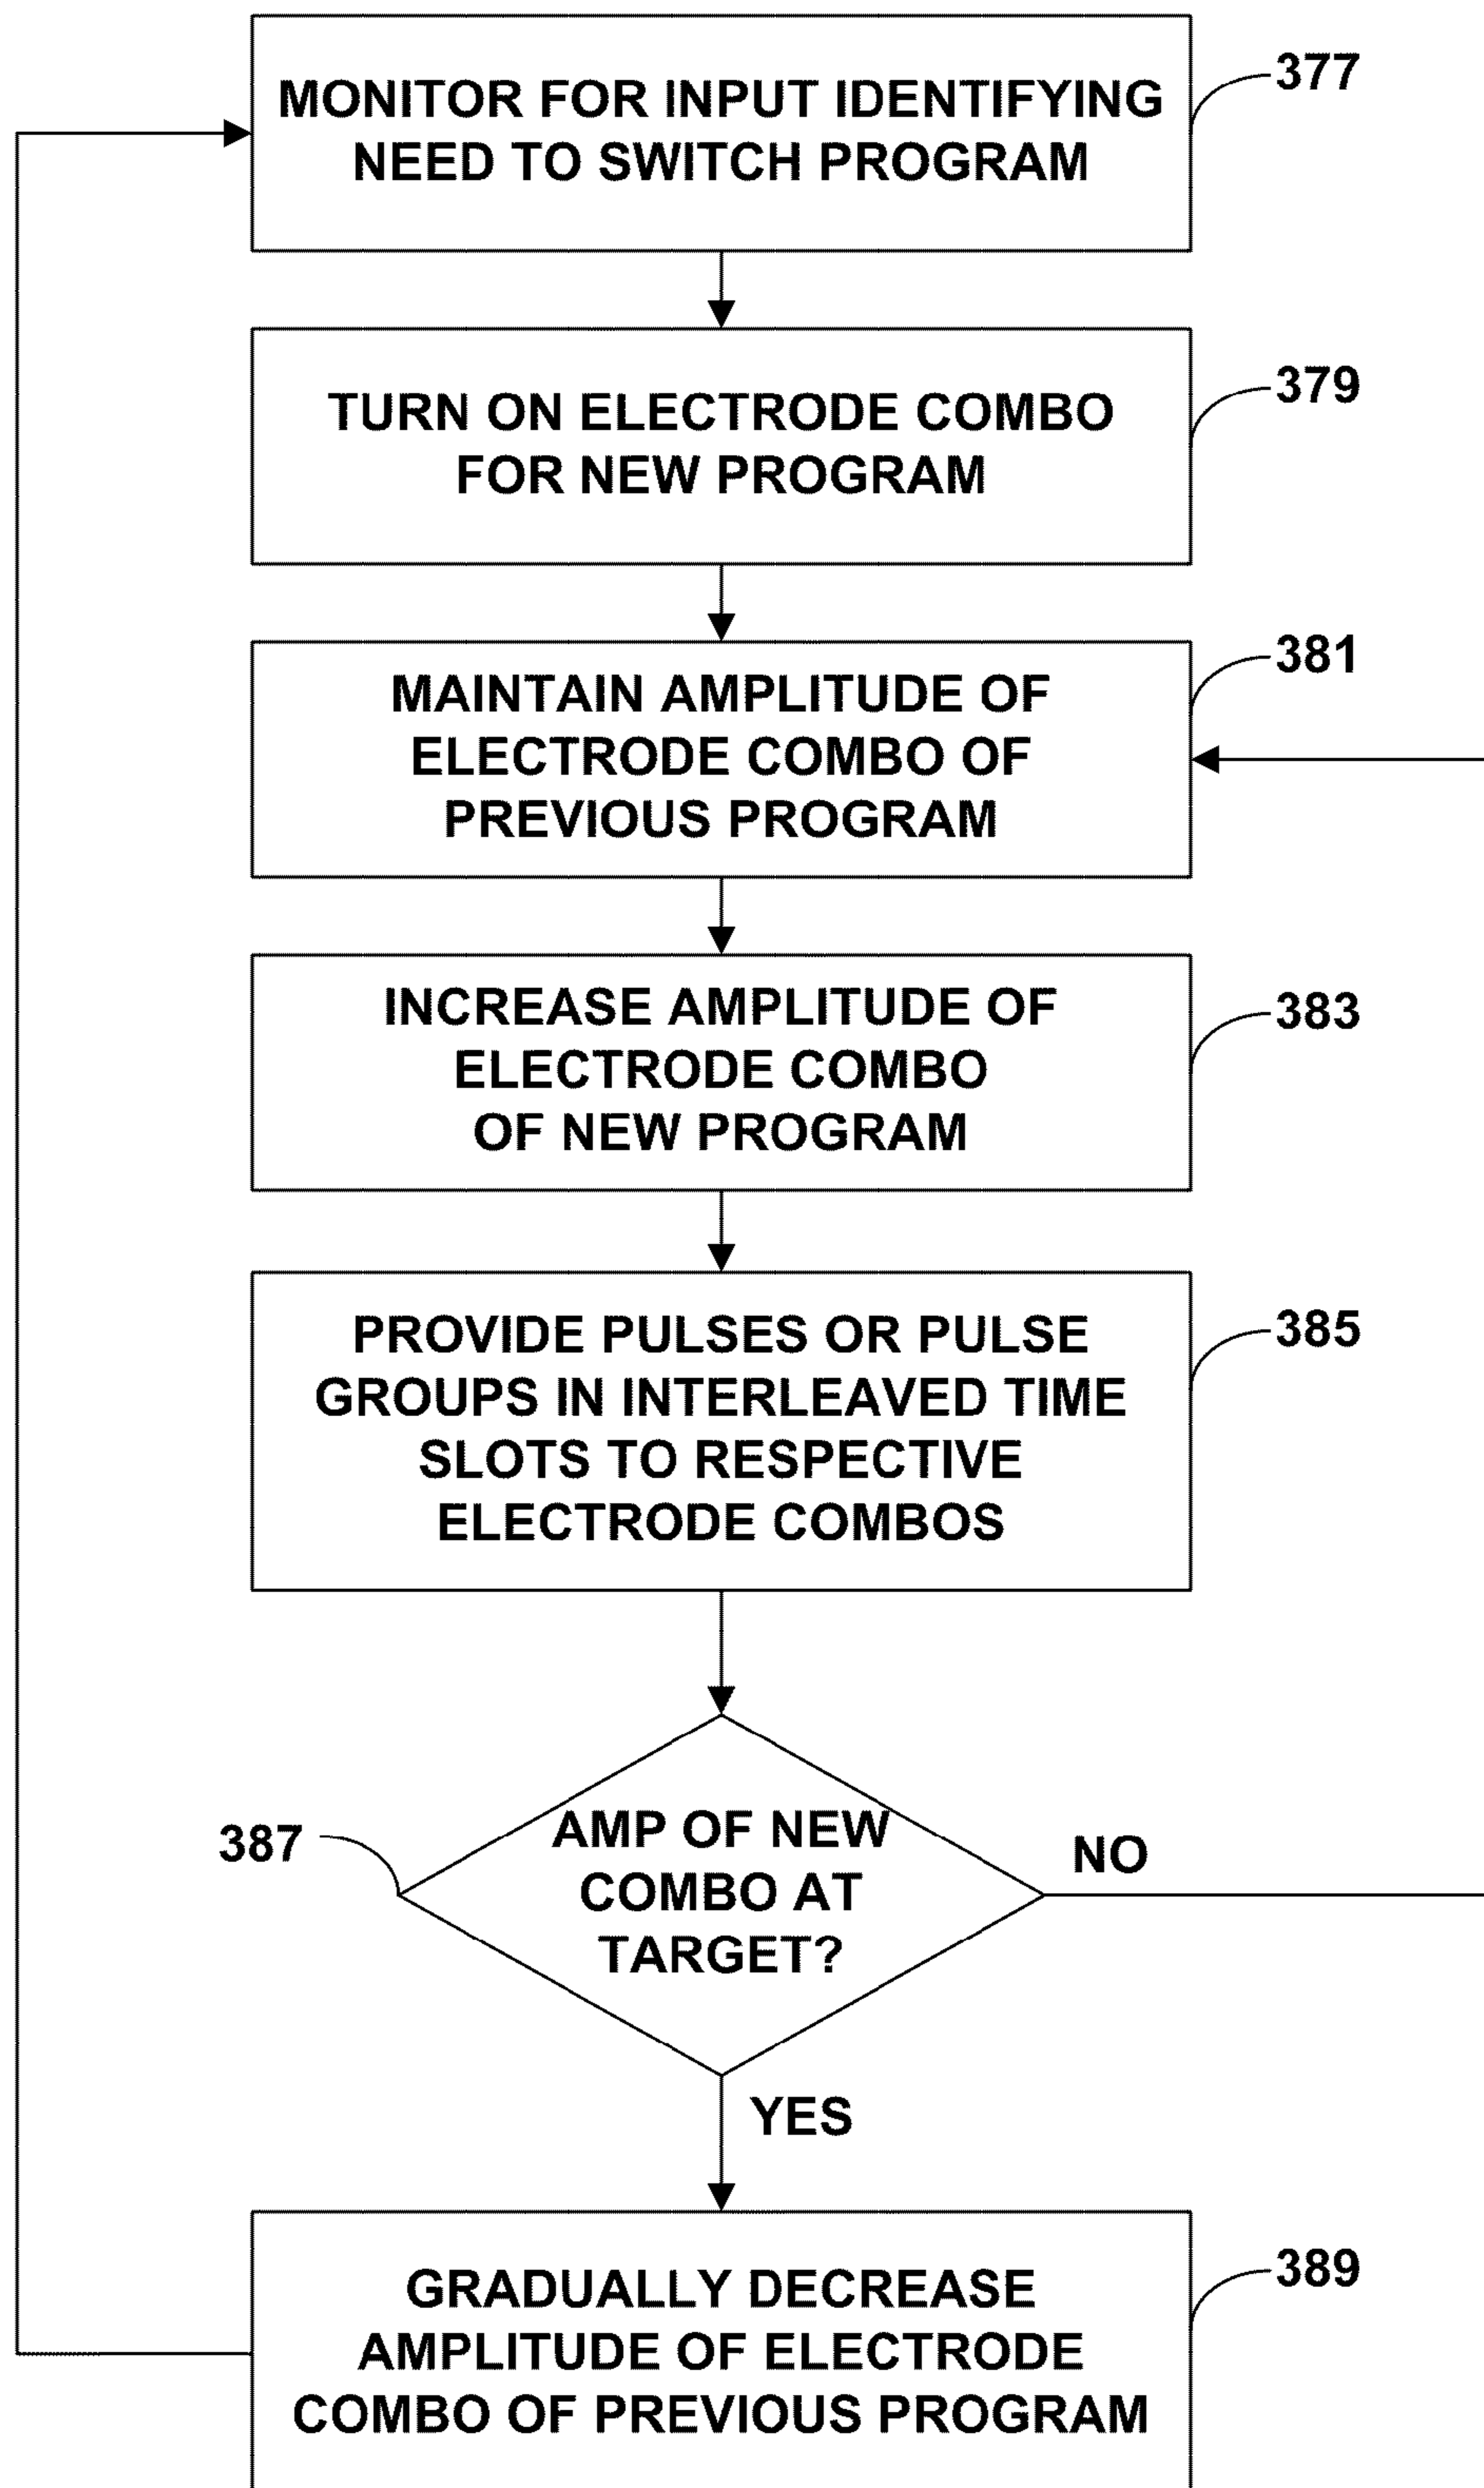 MONITOR FOR INPUT IDENTIFYING
NEED TO SWITCH PROGRAM
377
TURN ON ELECTRODE COMBO
FOR NEW PROGRAM
379
MAINTAIN AMPLITUDE OF
ELECTRODE COMBO OF
PREVIOUS PROGRAM
381
INCREASE AMPLITUDE OF
ELECTRODE COMBO
OF NEW PROGRAM
383
PROVIDE PULSES OR PULSE
GROUPS IN INTERLEAVED TIME
SLOTS TO RESPECTIVE
ELECTRODE COMBOS
385
387
AMP OF NEW
COMBO AT
TARGET?
NO
YES
GRADUALLY DECREASE
AMPLITUDE OF ELECTRODE
COMBO OF PREVIOUS PROGRAM
389